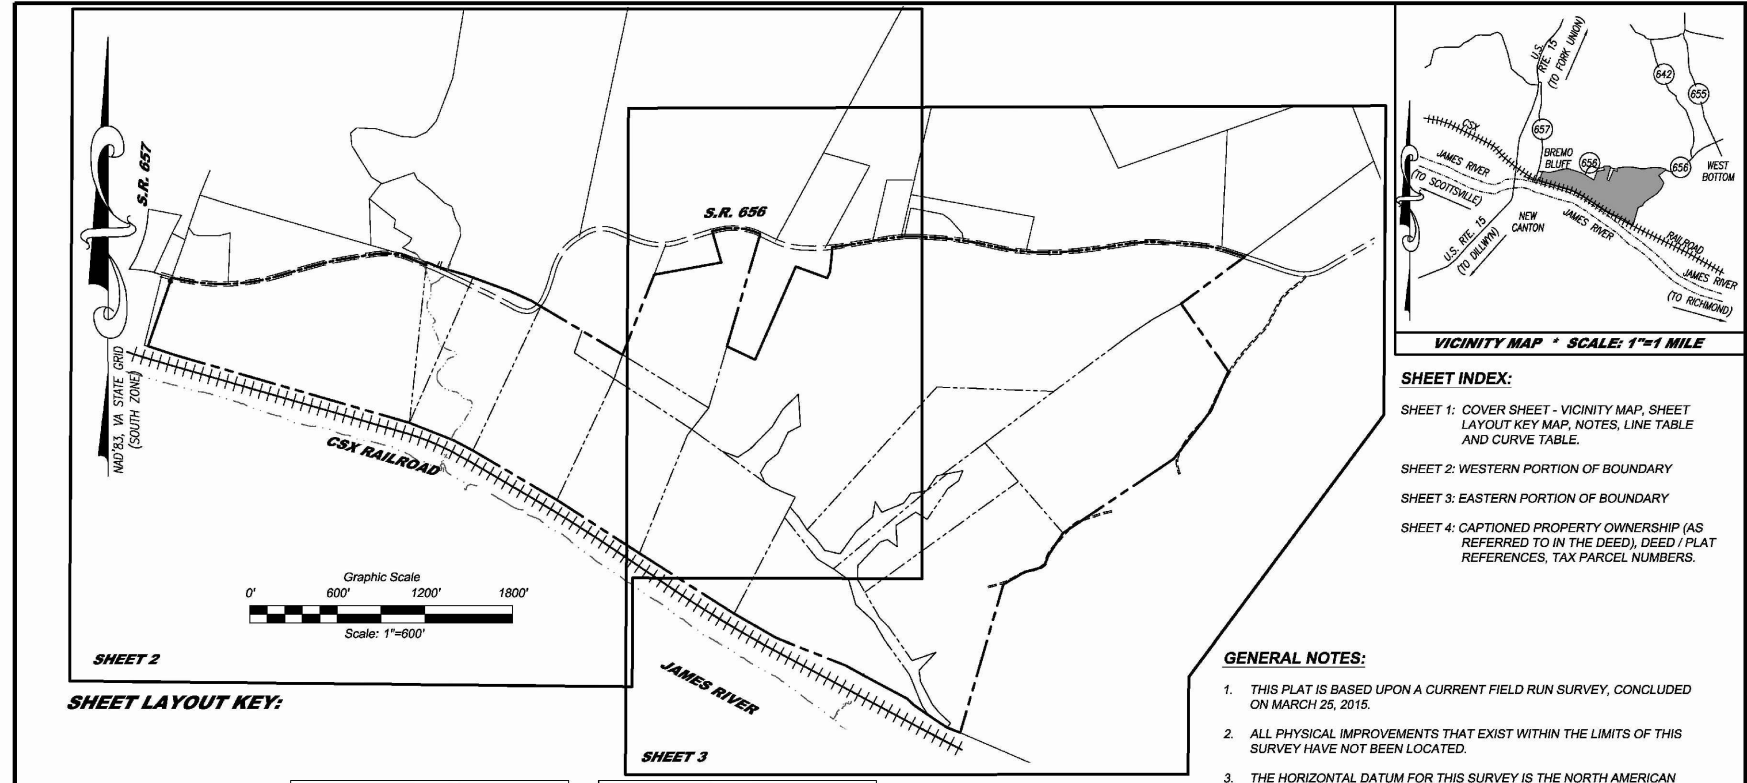 S.R. 657
S.R. 656
NAD'83, VA STATE GRID
(SOUTH ZONE)
CSX RAILROAD
Graphic Scale
0' 600' 1200' 1800'
Scale: 1"=600'
SHEET 2
JAMES RIVER
SHEET 3
SHEET LAYOUT KEY:
U.S.
RTE. 15
(TO FORK UNION)
642
655
CSX
657
JAMES RIVER
(TO SCOTTSVILLE)
BREMO
BLUFF
656
656
WEST
BOTTOM
NEW
CANTON
JAMES RIVER
U.S. RTE. 15
(TO DILLWYN)
RAILROAD
JAMES RIVER
(TO RICHMOND)
VICINITY MAP * SCALE: 1"=1 MILE
SHEET INDEX:
SHEET 1: COVER SHEET - VICINITY MAP, SHEET
LAYOUT KEY MAP, NOTES, LINE TABLE
AND CURVE TABLE.
SHEET 2: WESTERN PORTION OF BOUNDARY
SHEET 3: EASTERN PORTION OF BOUNDARY
SHEET 4: CAPTIONED PROPERTY OWNERSHIP (AS
REFERRED TO IN THE DEED), DEED / PLAT
REFERENCES, TAX PARCEL NUMBERS.
GENERAL NOTES:
1. THIS PLAT IS BASED UPON A CURRENT FIELD RUN SURVEY, CONCLUDED
ON MARCH 25, 2015.
2. ALL PHYSICAL IMPROVEMENTS THAT EXIST WITHIN THE LIMITS OF THIS
SURVEY HAVE NOT BEEN LOCATED.
3. THE HORIZONTAL DATUM FOR THIS SURVEY IS THE NORTH AMERICAN